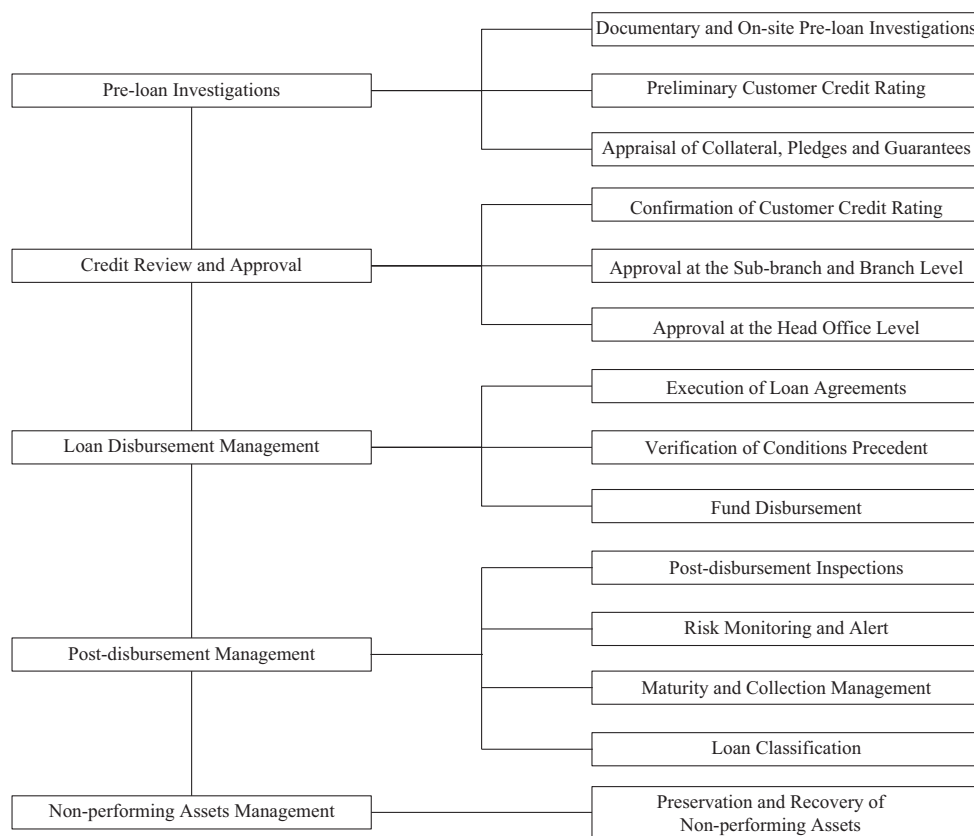 Documentary and On-site Pre-loan Investigations
Pre-loan Investigations
Preliminary Customer Credit Rating
Appraisal of Collateral, Pledges and Guarantees
Confirmation of Customer Credit Rating
Credit Review and Approval
Approval at the Sub-branch and Branch Level
Approval at the Head Office Level
Execution of Loan Agreements
Loan Disbursement Management
Verification of Conditions Precedent
Fund Disbursement
Post-disbursement Inspections
Risk Monitoring and Alert
Post-disbursement Management
Maturity and Collection Management
Loan Classification
Non-performing Assets Management
Preservation and Recovery of
Non-performing Assets